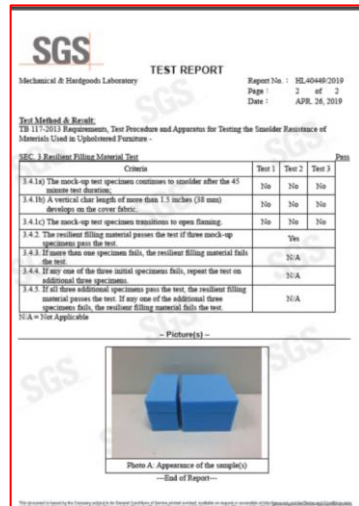 SGS
TEST REPORT
Mechanical & Hardgoods Laboratory
Report No. : HL40449/2019
Page : 2 of 2
Date : APR. 26, 2019
Test Method & Result:
TB 117-2013 Requirements, Test Procedure and Apparatus for Testing the Smolder Resistance of
Materials Used in Upholstered Furniture -
SEC. 3 Resilient Filling Material Test Pass
Criteria Test 1 Test 2 Test 3
3.4.1a) The mock-up test specimen continues to smolder after the 45
minute test duration; No No No
3.4.1b) A vertical char length of more than 1.5 inches (38 mm)
develops on the cover fabric. No No No
3.4.1c) The mock-up test specimen transitions to open flaming. No No No
3.4.2. The resilient filling material passes the test if three mock-up
specimens pass the test. Yes
3.4.3. If more than one specimen fails, the resilient filling material fails
the test. N/A
3.4.4. If any one of the three initial specimens fails, repeat the test on
additional three specimens. N/A
3.4.5. If all three additional specimens pass the test, the resilient filling
material passes the test. If any one of the additional three
specimens fails, the resilient filling material fails the test. N/A
N/A = Not Applicable
– Picture(s) –
Photo A: Appearance of the sample(s)
---End of Report---